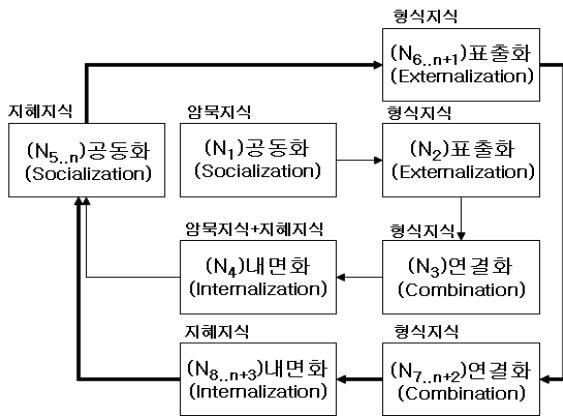 형식지식
(N6..n+1)표출화
(Externalization)
지혜지식
(N5..n)공동화
(Socialization)
암묵지식
(N1)공동화
(Socialization)
형식지식
(N2)표출화
(Externalization)
암묵지식+지혜지식
(N4)내면화
(Internalization)
형식지식
(N3)연결화
(Combination)
지혜지식
(N8..n+3)내면화
(Internalization)
형식지식
(N7..n+2)연결화
(Combination)